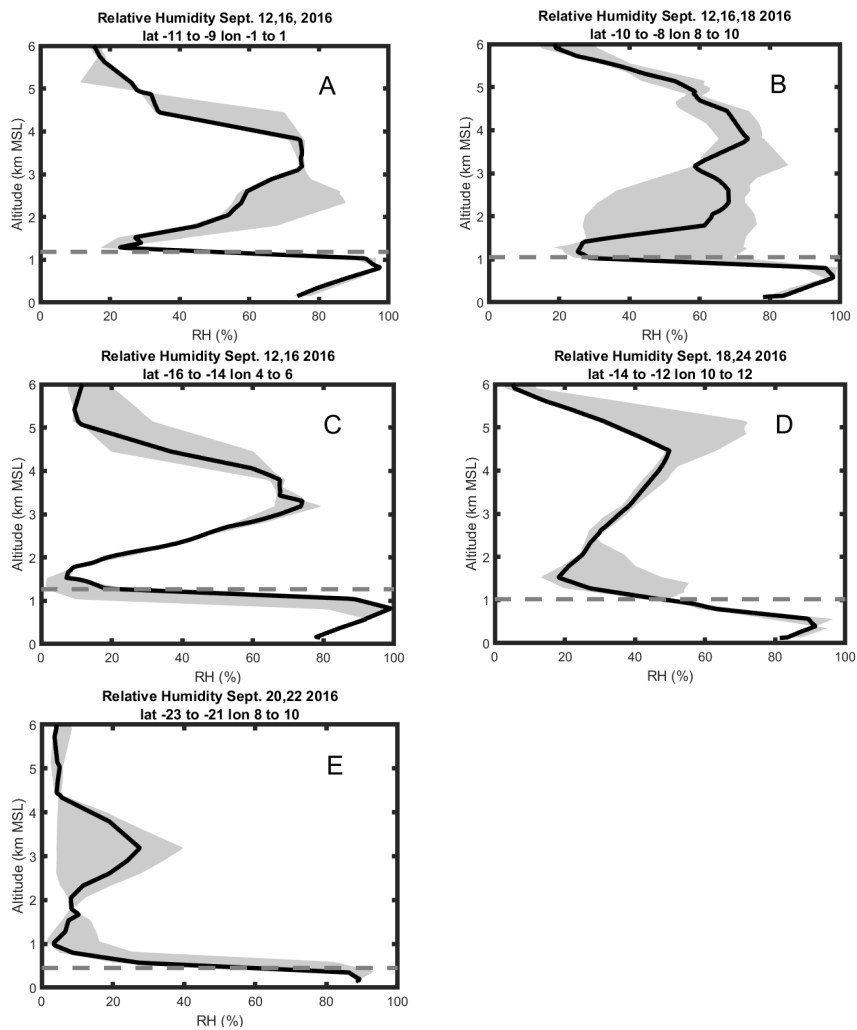 Relative Humidity Sept. 12,16, 2016
lat -11 to -9 lon -1 to 1
A
Altitude (km MSL)
6
5
4
3
2
1
0
0 20 40 60 80 100
RH (%)
Relative Humidity Sept. 12,16,18 2016
lat -10 to -8 lon 8 to 10
B
Altitude (km MSL)
6
5
4
3
2
1
0
0 20 40 60 80 100
RH (%)
Relative Humidity Sept. 12,16 2016
lat -16 to -14 lon 4 to 6
C
Altitude (km MSL)
6
5
4
3
2
1
0
0 20 40 60 80 100
RH (%)
Relative Humidity Sept. 18,24 2016
lat -14 to -12 lon 10 to 12
D
Altitude (km MSL)
6
5
4
3
2
1
0
0 20 40 60 80 100
RH (%)
Relative Humidity Sept. 20,22 2016
lat -23 to -21 lon 8 to 10
E
Altitude (km MSL)
6
5
4
3
2
1
0
0 20 40 60 80 100
RH (%)